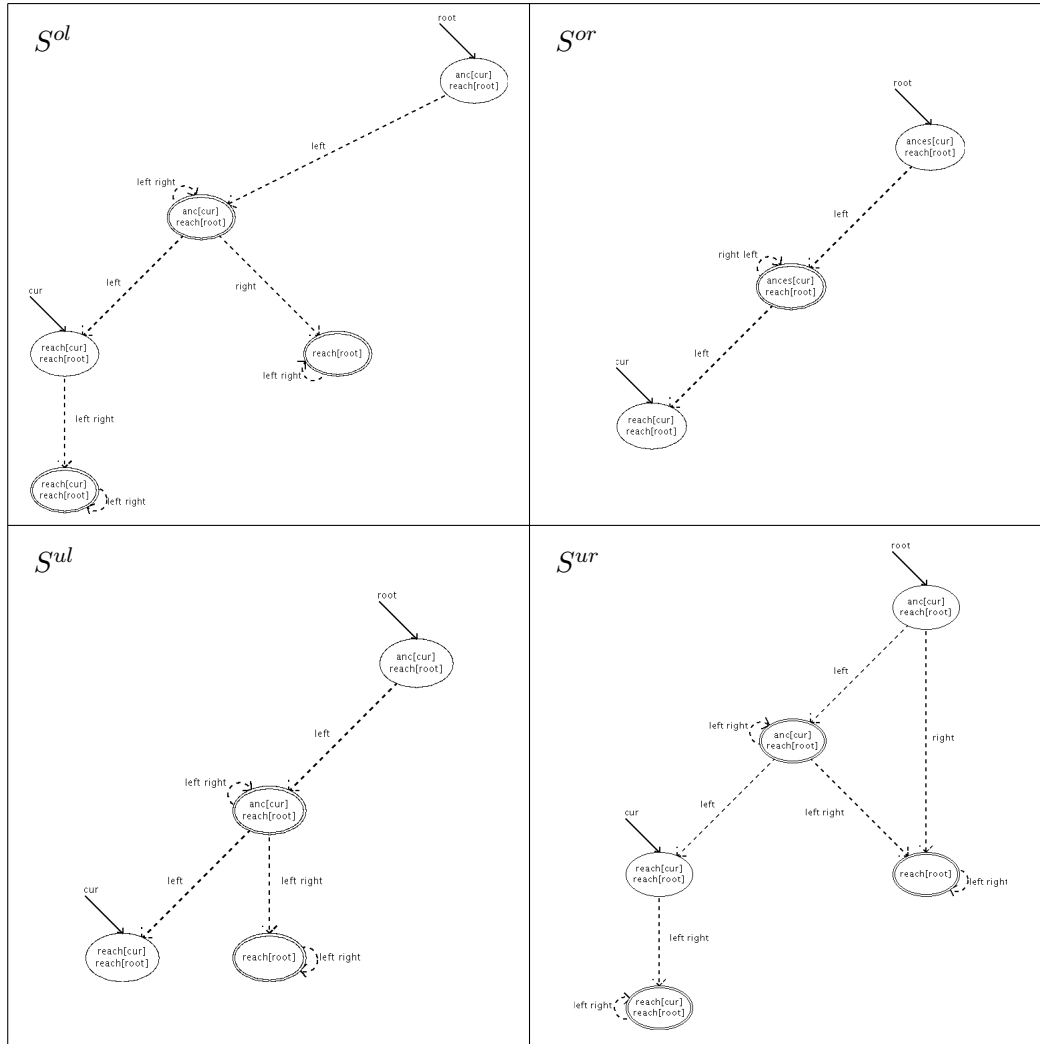 S^{ol}
root
anc[cur]
reach[root]
left
left right
anc[cur]
reach[root]
left
right
cur
reach[cur]
reach[root]
reach[root]
left right
left right
reach[cur]
reach[root]
left right
S^{or}
root
ances[cur]
reach[root]
left
right left
ances[cur]
reach[root]
left
cur
reach[cur]
reach[root]
S^{ul}
root
anc[cur]
reach[root]
left
left right
anc[cur]
reach[root]
left
left right
cur
reach[cur]
reach[root]
reach[root]
left right
S^{ur}
root
anc[cur]
reach[root]
left
right
left right
anc[cur]
reach[root]
left
left right
cur
reach[cur]
reach[root]
reach[root]
left right
left right
left right
reach[cur]
reach[root]